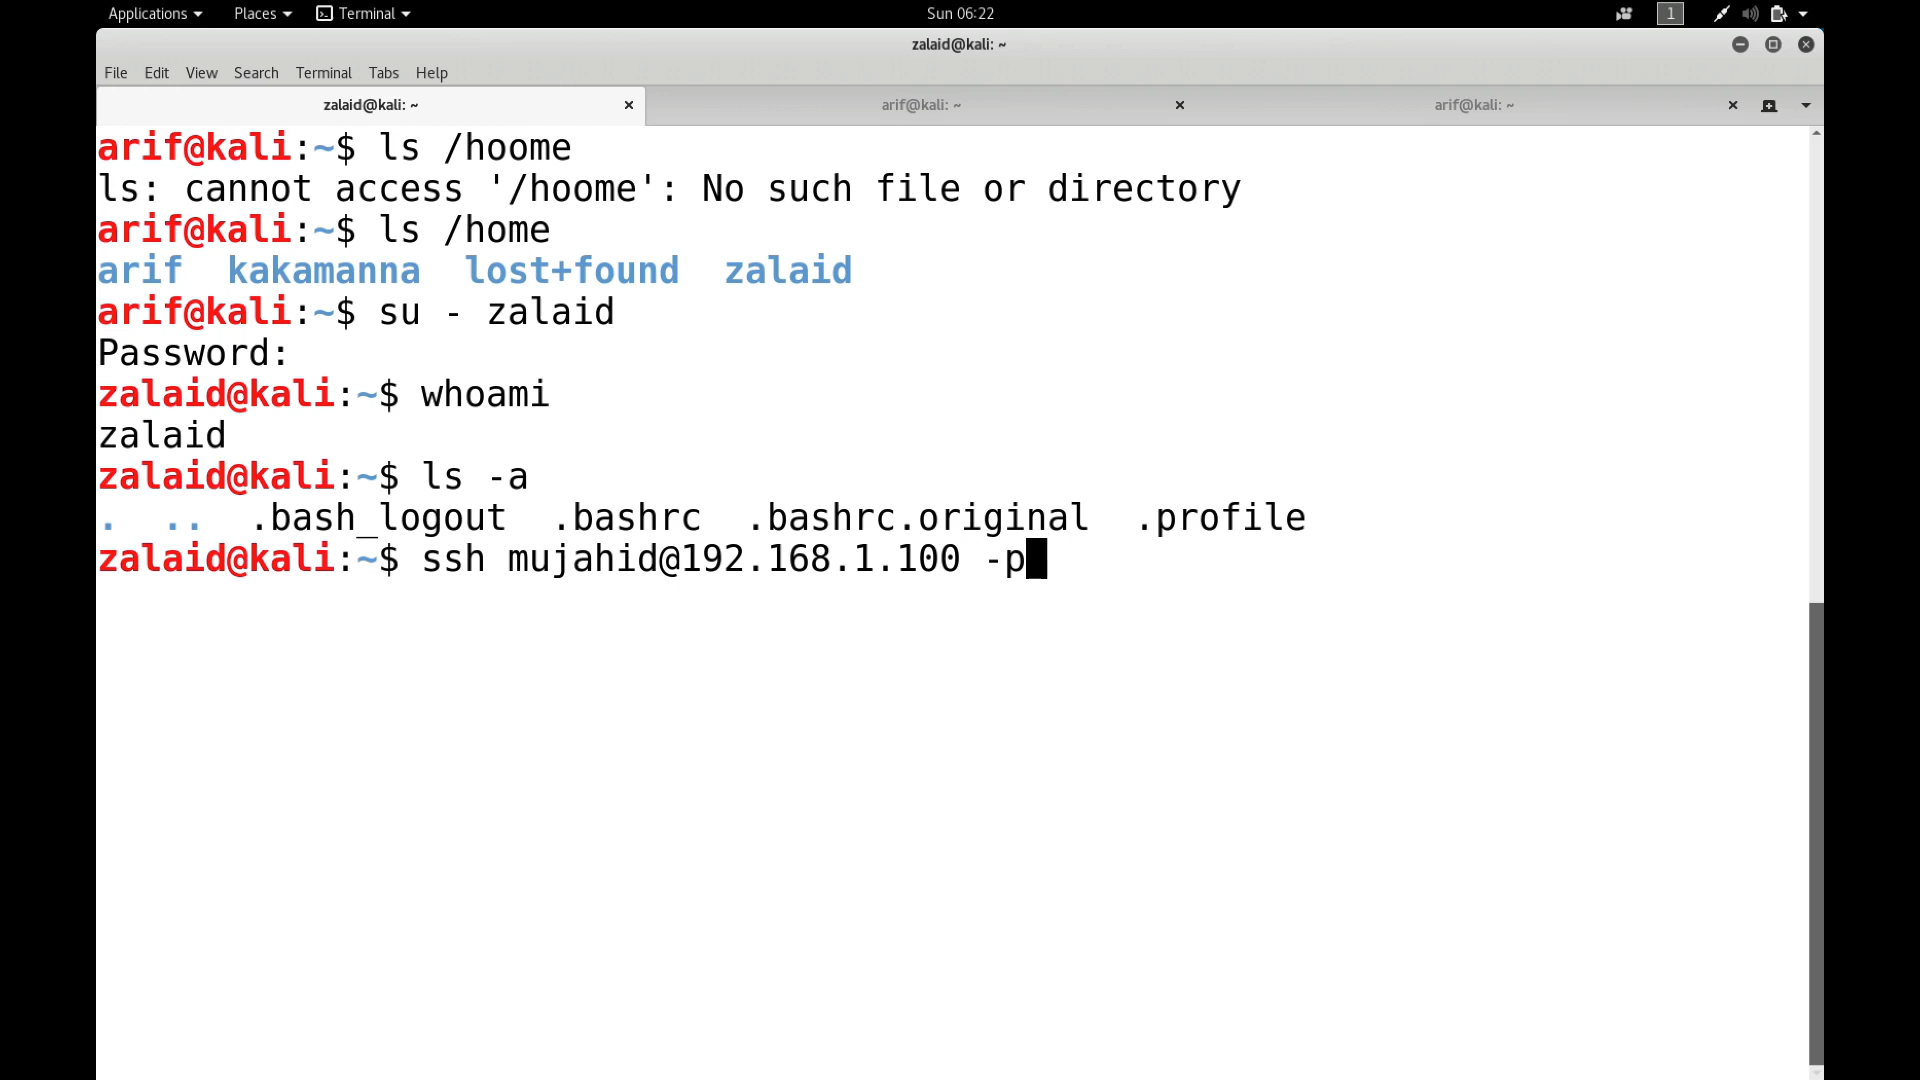 Applications Places Terminal Sun 06:22 1
zalaid@kali: ~
File Edit View Search Terminal Tabs Help
zalaid@kali: ~ arif@kali: ~ arif@kali: ~
arif@kali:~$ ls /hoome
ls: cannot access '/hoome': No such file or directory
arif@kali:~$ ls /home
arif kakamanna lost+found zalaid
arif@kali:~$ su - zalaid
Password:
zalaid@kali:~$ whoami
zalaid
zalaid@kali:~$ ls -a
. .. .bash_logout .bashrc .bashrc.original .profile
zalaid@kali:~$ ssh mujahid@192.168.1.100 -p